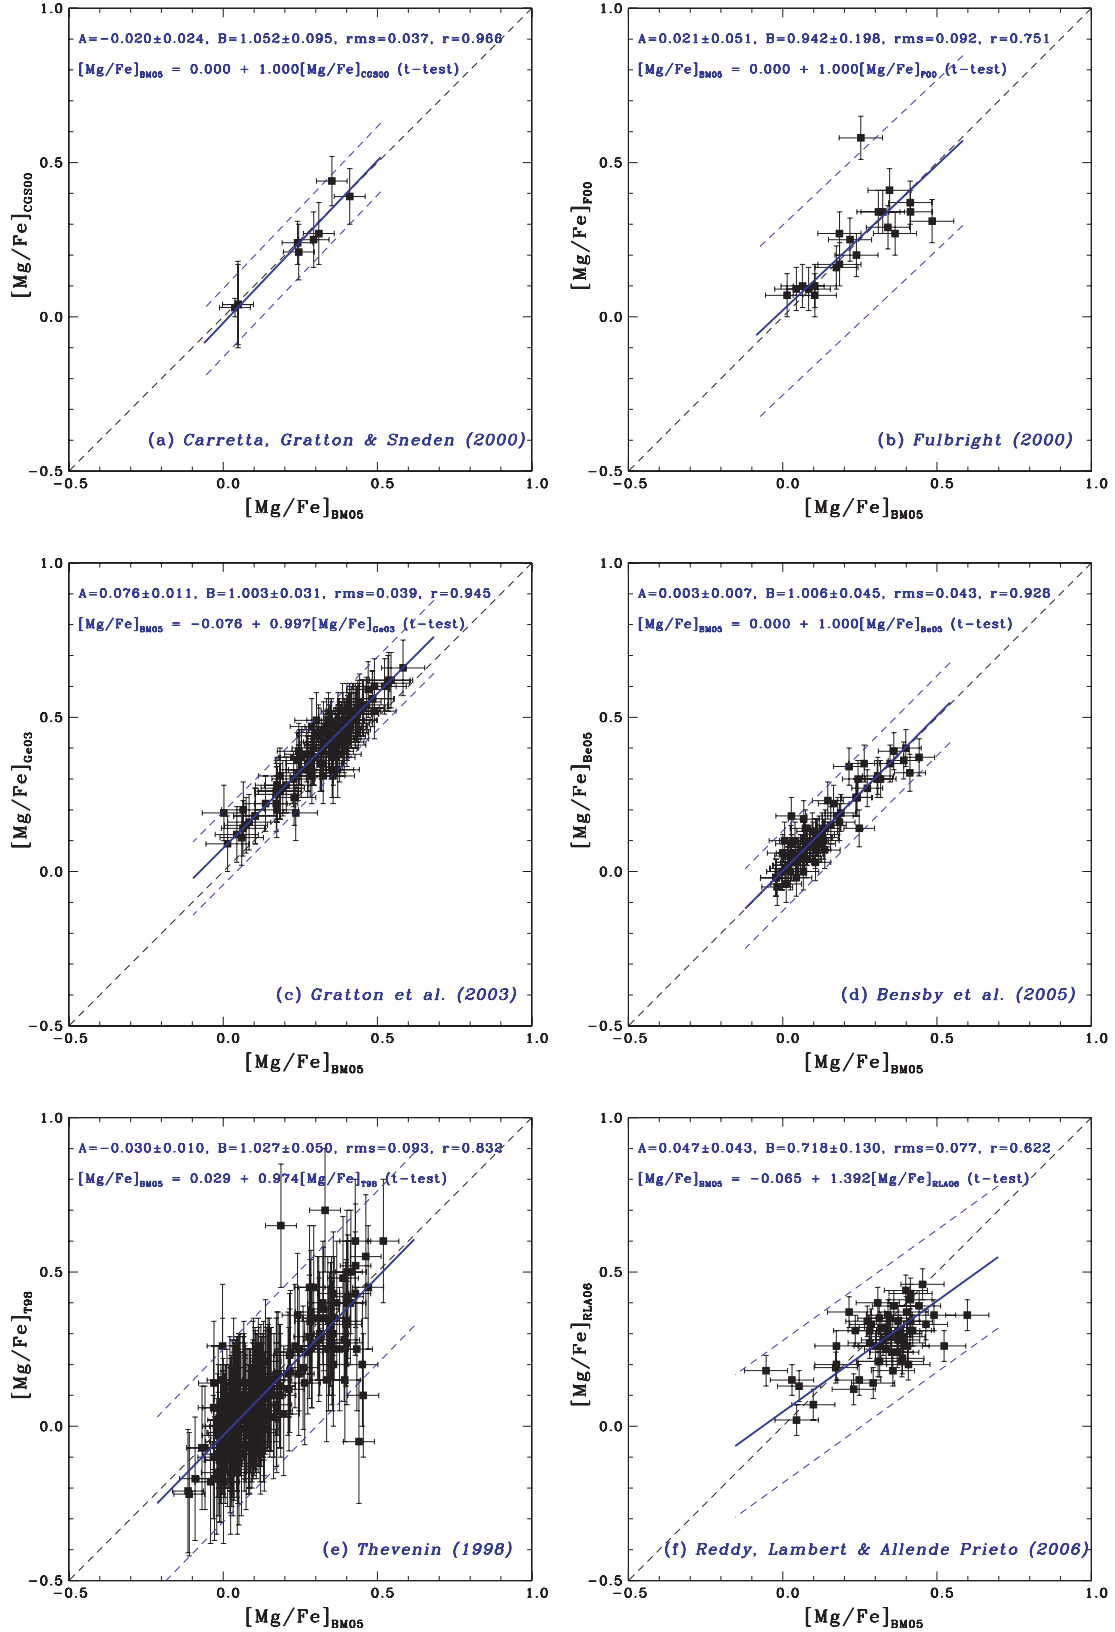 A=−0.020±0.024, B=1.052±0.095, rms=0.037, r=0.966
[Mg/Fe]BM05 = 0.000 + 1.000[Mg/Fe]CGS00 (t−test)
1.0
0.5
0.0
−0.5
[Mg/Fe]CGS00
(a) Carretta, Gratton & Sneden (2000)
−0.5 0.0 0.5 1.0
[Mg/Fe]BM05
A=0.021±0.051, B=0.942±0.198, rms=0.092, r=0.751
[Mg/Fe]BM05 = 0.000 + 1.000[Mg/Fe]F00 (t−test)
1.0
0.5
0.0
−0.5
[Mg/Fe]F00
(b) Fulbright (2000)
−0.5 0.0 0.5 1.0
[Mg/Fe]BM05
A=0.076±0.011, B=1.003±0.031, rms=0.039, r=0.945
[Mg/Fe]BM05 = −0.076 + 0.997[Mg/Fe]Ge03 (t−test)
1.0
0.5
0.0
−0.5
[Mg/Fe]Ge03
(c) Gratton et al. (2003)
−0.5 0.0 0.5 1.0
[Mg/Fe]BM05
A=0.003±0.007, B=1.006±0.045, rms=0.043, r=0.928
[Mg/Fe]BM05 = 0.000 + 1.000[Mg/Fe]Be05 (t−test)
1.0
0.5
0.0
−0.5
[Mg/Fe]Be05
(d) Bensby et al. (2005)
−0.5 0.0 0.5 1.0
[Mg/Fe]BM05
A=−0.030±0.010, B=1.027±0.050, rms=0.093, r=0.832
[Mg/Fe]BM05 = 0.029 + 0.974[Mg/Fe]T98 (t−test)
1.0
0.5
0.0
−0.5
[Mg/Fe]T98
(e) Thevenin (1998)
−0.5 0.0 0.5 1.0
[Mg/Fe]BM05
A=0.047±0.043, B=0.718±0.130, rms=0.077, r=0.622
[Mg/Fe]BM05 = −0.065 + 1.392[Mg/Fe]RLA06 (t−test)
1.0
0.5
0.0
−0.5
[Mg/Fe]RLA06
(f) Reddy, Lambert & Allende Prieto (2006)
−0.5 0.0 0.5 1.0
[Mg/Fe]BM05